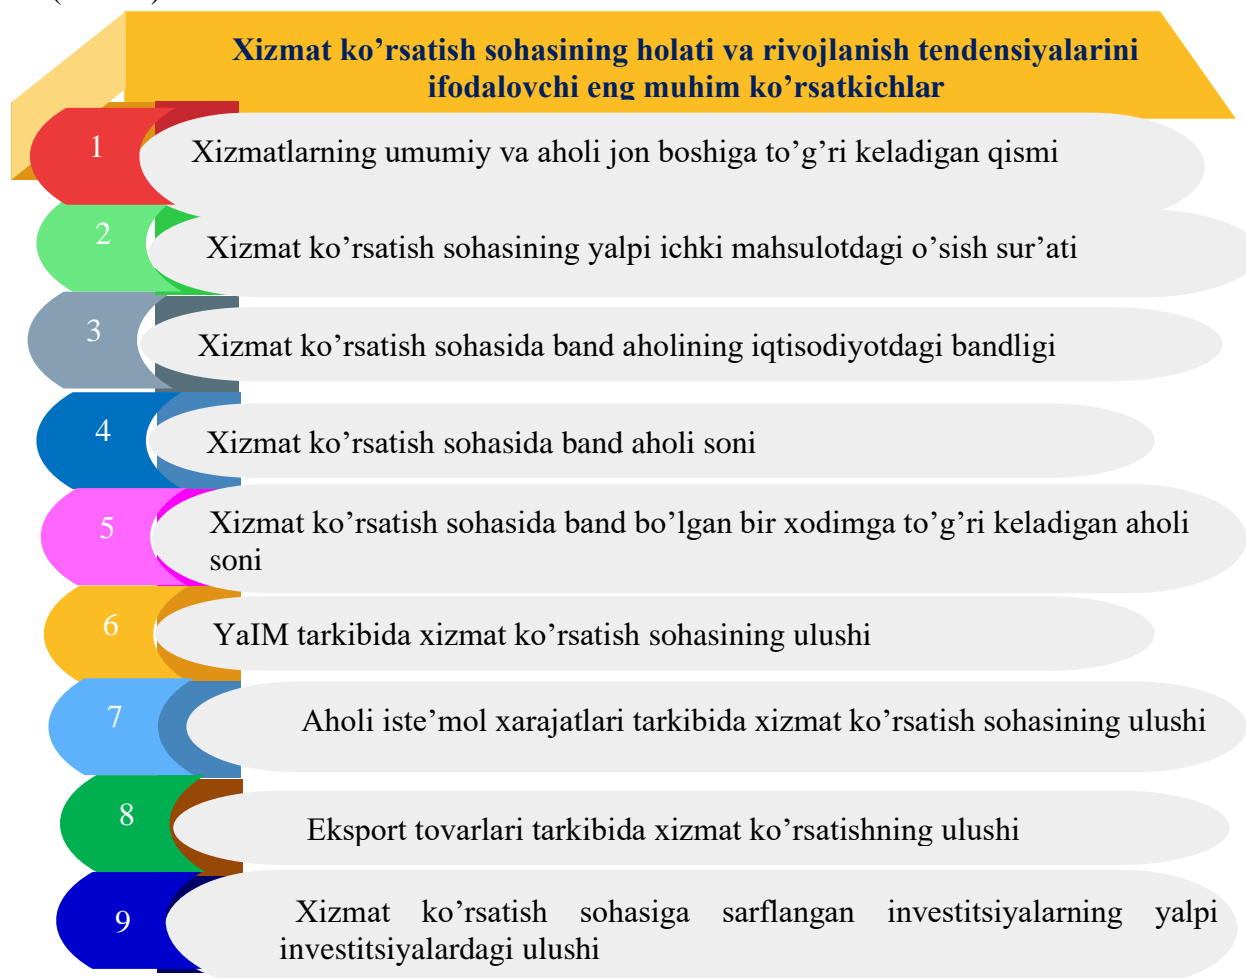 Xizmat ko’rsatish sohasining holati va rivojlanish tendensiyalarini
ifodalovchi eng muhim ko’rsatkichlar
1
Xizmatlarning umumiy va aholi jon boshiga to’g’ri keladigan qismi
2
Xizmat ko’rsatish sohasining yalpi ichki mahsulotdagi o’sish sur’ati
3
Xizmat ko’rsatish sohasida band aholining iqtisodiyotdagi bandligi
4
Xizmat ko’rsatish sohasida band aholi soni
5
Xizmat ko’rsatish sohasida band bo’lgan bir xodimga to’g’ri keladigan aholi
soni
6
YaIM tarkibida xizmat ko’rsatish sohasining ulushi
7
Aholi iste’mol xarajatlari tarkibida xizmat ko’rsatish sohasining ulushi
8
Eksport tovarlari tarkibida xizmat ko’rsatishning ulushi
9
Xizmat ko’rsatish sohasiga sarflangan investitsiyalarning yalpi
investitsiyalardagi ulushi